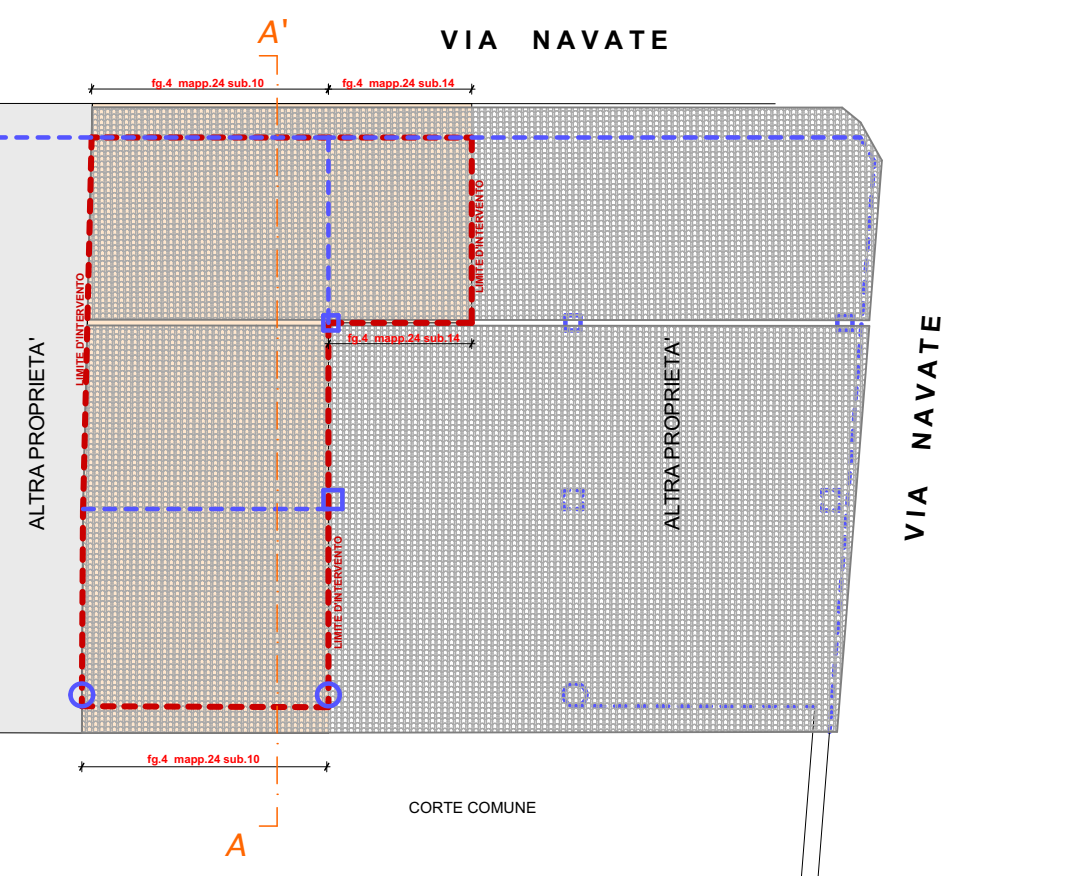 A'
VIA NAVATE
fg.4 mapp.24 sub.10
fg.4 mapp.24 sub.14
LIMITE D'INTERVENTO
LIMITE D'INTERVENTO
fg.4 mapp.24 sub.14
ALTRA PROPRIETA'
ALTRA PROPRIETA'
VIA NAVATE
LIMITE D'INTERVENTO
fg.4 mapp.24 sub.10
CORTE COMUNE
A